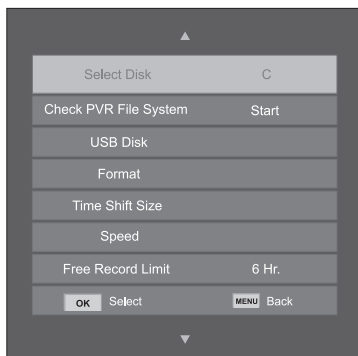 Select Disk C
Check PVR File System Start
USB Disk
Format
Time Shift Size
Speed
Free Record Limit 6 Hr.
OK Select MENU Back